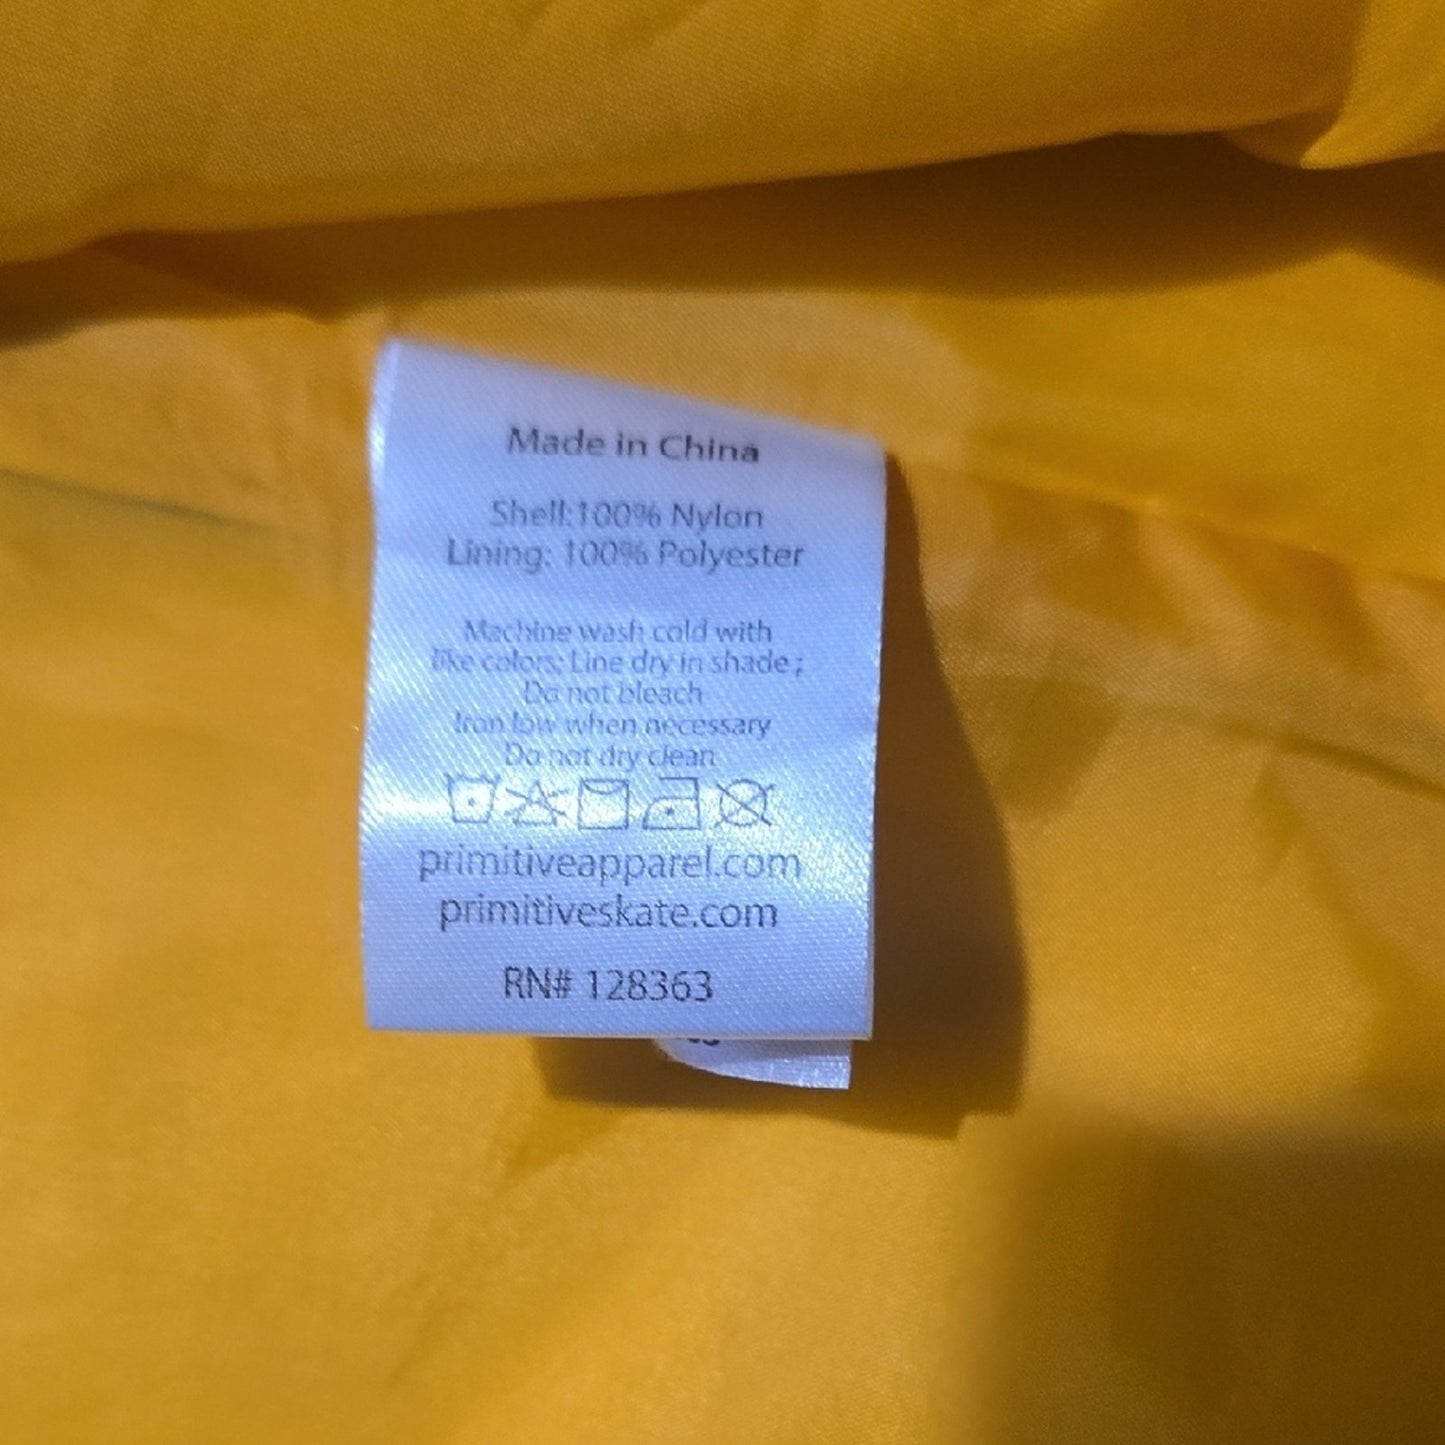 Made in China
Shell:100% Nylon
Lining: 100% Polyester
Machine wash cold with
like colors; Line dry in shade ;
Do not bleach
Iron low when necessary
Do not dry clean
primitiveapparel.com
primitiveskate.com
RN# 128363